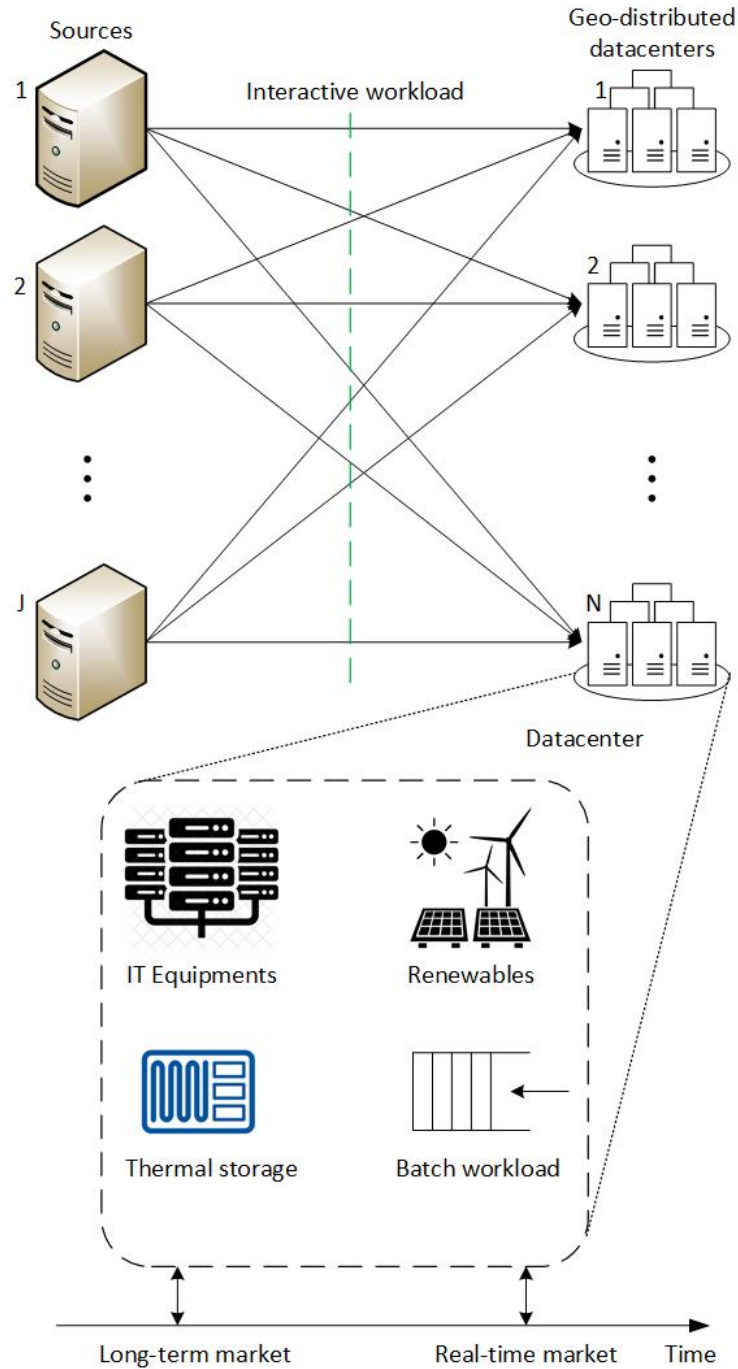 Sources
Geo-distributed
datacenters
1
Interactive workload
1
2
2
J
N
Datacenter
IT Equipments
Renewables
Thermal storage
Batch workload
Long-term market
Real-time market
Time